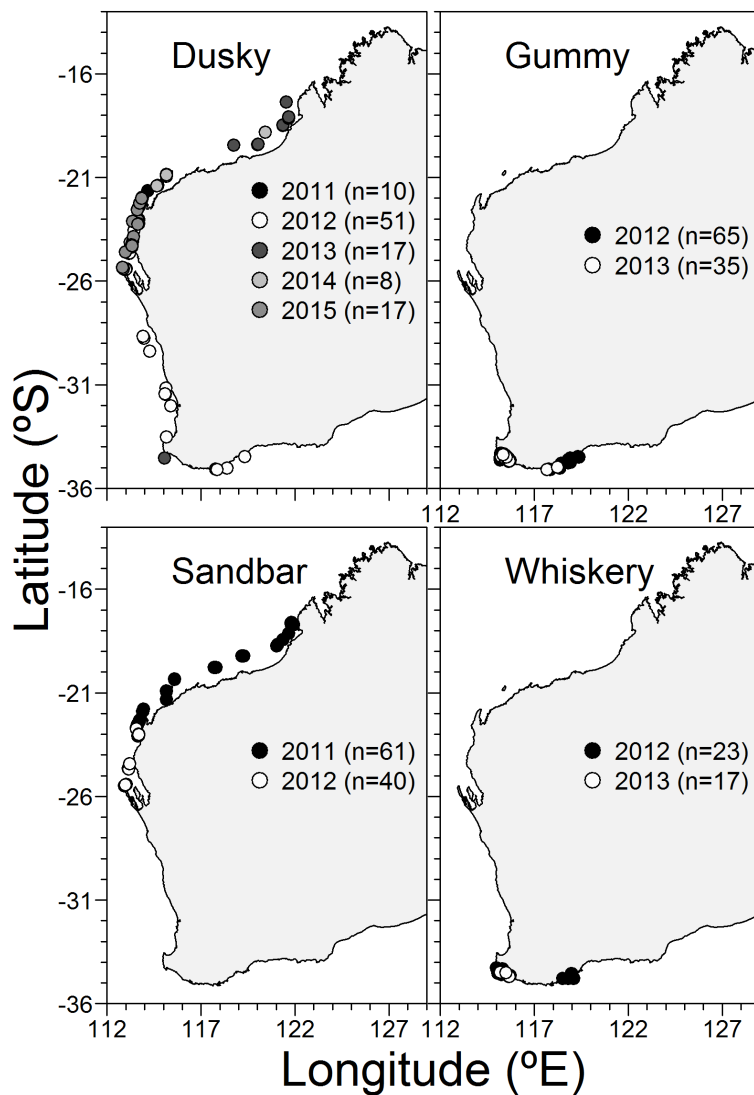 Dusky
Gummy
-16
-21
-26
-31
-36
2011 (n=10)
2012 (n=51)
2013 (n=17)
2014 (n=8)
2015 (n=17)
2012 (n=65)
2013 (n=35)
112
117
122
127
Sandbar
Whiskery
-16
-21
-26
-31
-36
2011 (n=61)
2012 (n=40)
2012 (n=23)
2013 (n=17)
112
117
122
127
112
117
122
127
Latitude (ºS)
Longitude (ºE)